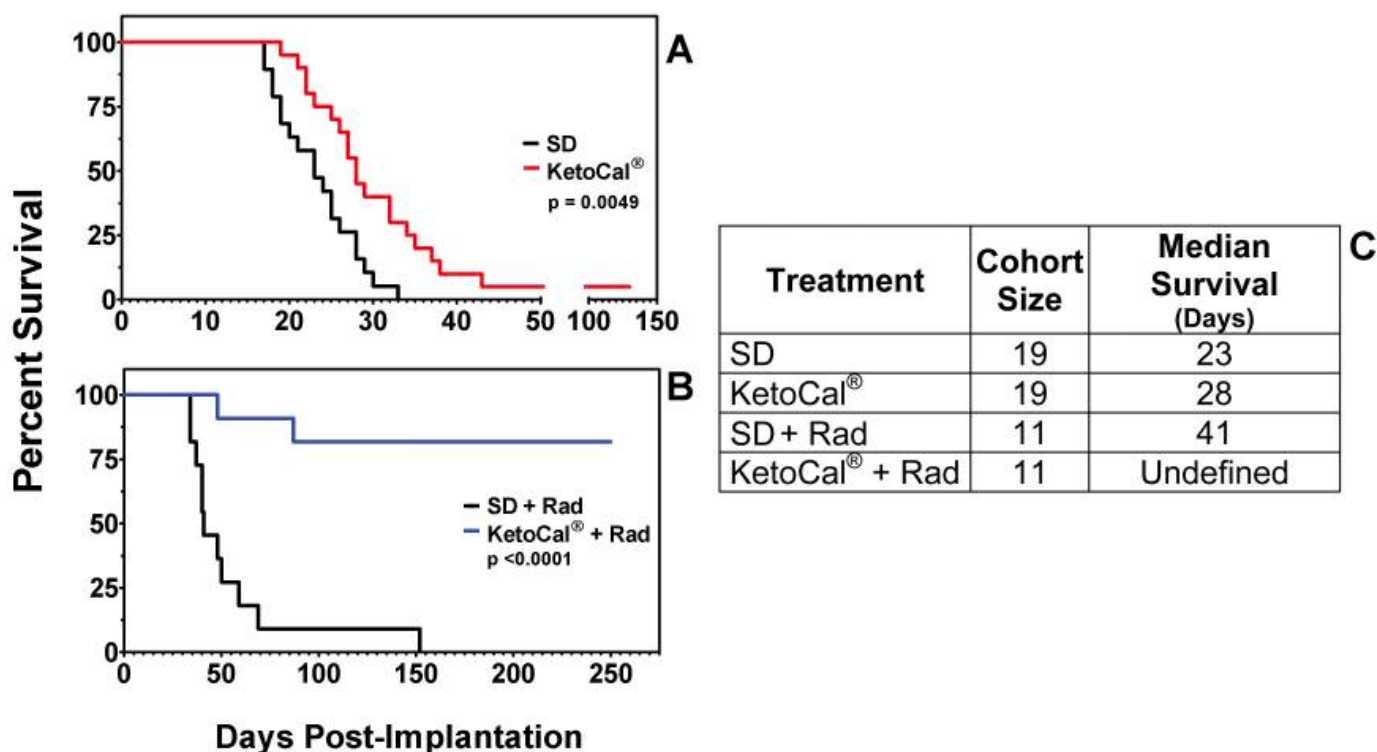 Percent Survival
A
100
75
50
25
0
SD
KetoCal®
p = 0.0049
0 10 20 30 40 50 100 150
B
100
75
50
25
0
SD + Rad
KetoCal® + Rad
p <0.0001
0 50 100 150 200 250
Days Post-Implantation
C
Treatment Cohort Size Median Survival (Days)
SD 19 23
KetoCal® 19 28
SD + Rad 11 41
KetoCal® + Rad 11 Undefined